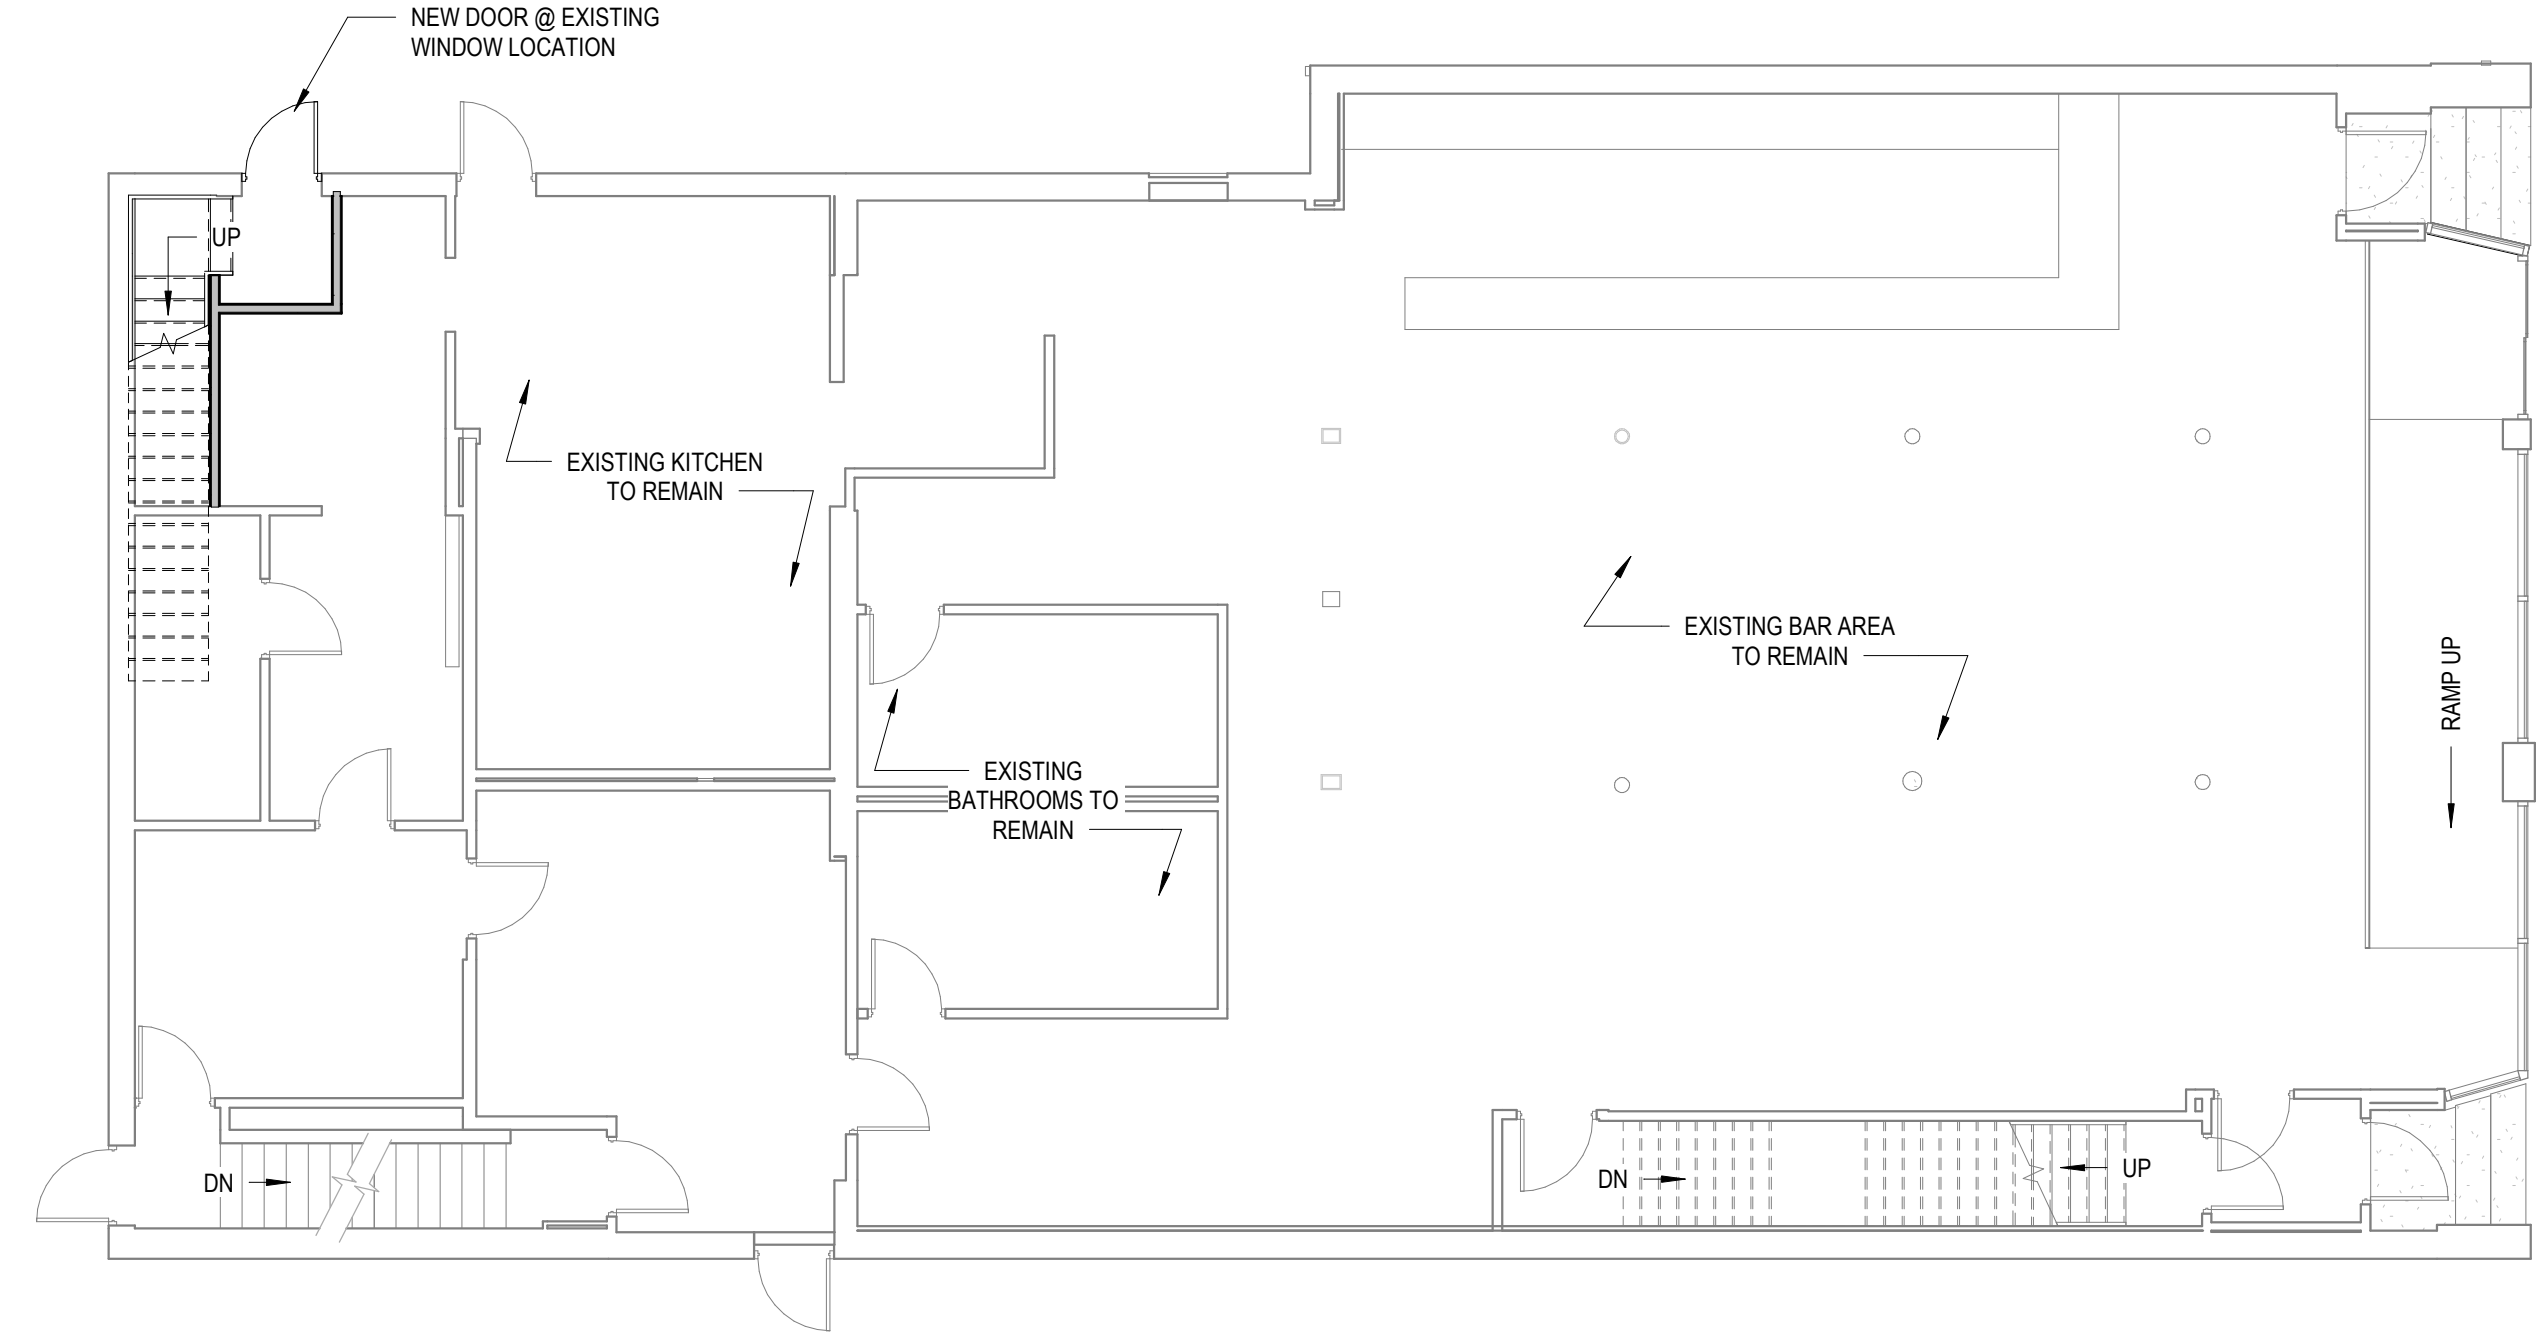 NEW DOOR @ EXISTING
WINDOW LOCATION
UP
EXISTING KITCHEN
TO REMAIN
EXISTING BAR AREA
TO REMAIN
RAMP UP
EXISTING
BATHROOMS TO
REMAIN
DN
DN
UP